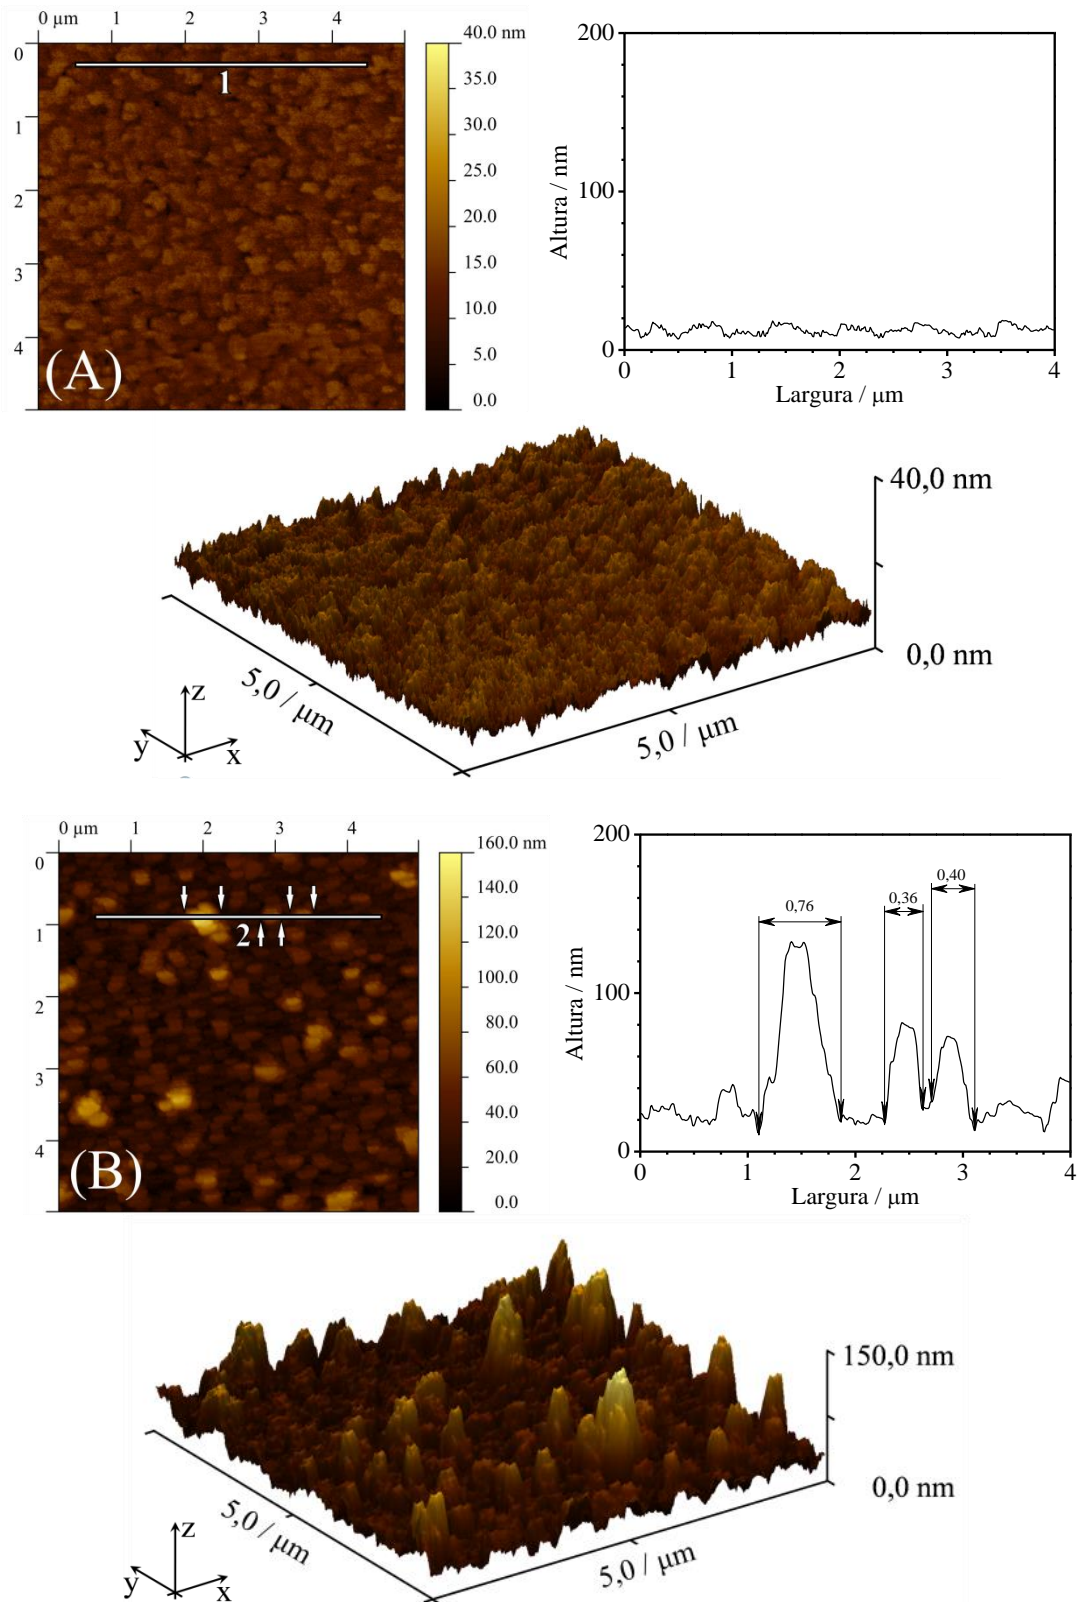 0 µm 1 2 3 4
0
1
2
3
4
1
(A)
40.0 nm
35.0
30.0
25.0
20.0
15.0
10.0
5.0
0.0
200
100
0
Altura / nm
0 1 2 3 4
Largura / µm
40,0 nm
0,0 nm
5,0 / µm
5,0 / µm
z
y
x
0 µm 1 2 3 4
0
1
2
3
4
2
(B)
160.0 nm
140.0
120.0
100.0
80.0
60.0
40.0
20.0
0.0
200
100
0
Altura / nm
0,76
0,36
0,40
0 1 2 3 4
Largura / µm
150,0 nm
0,0 nm
5,0 / µm
5,0 / µm
z
y
x